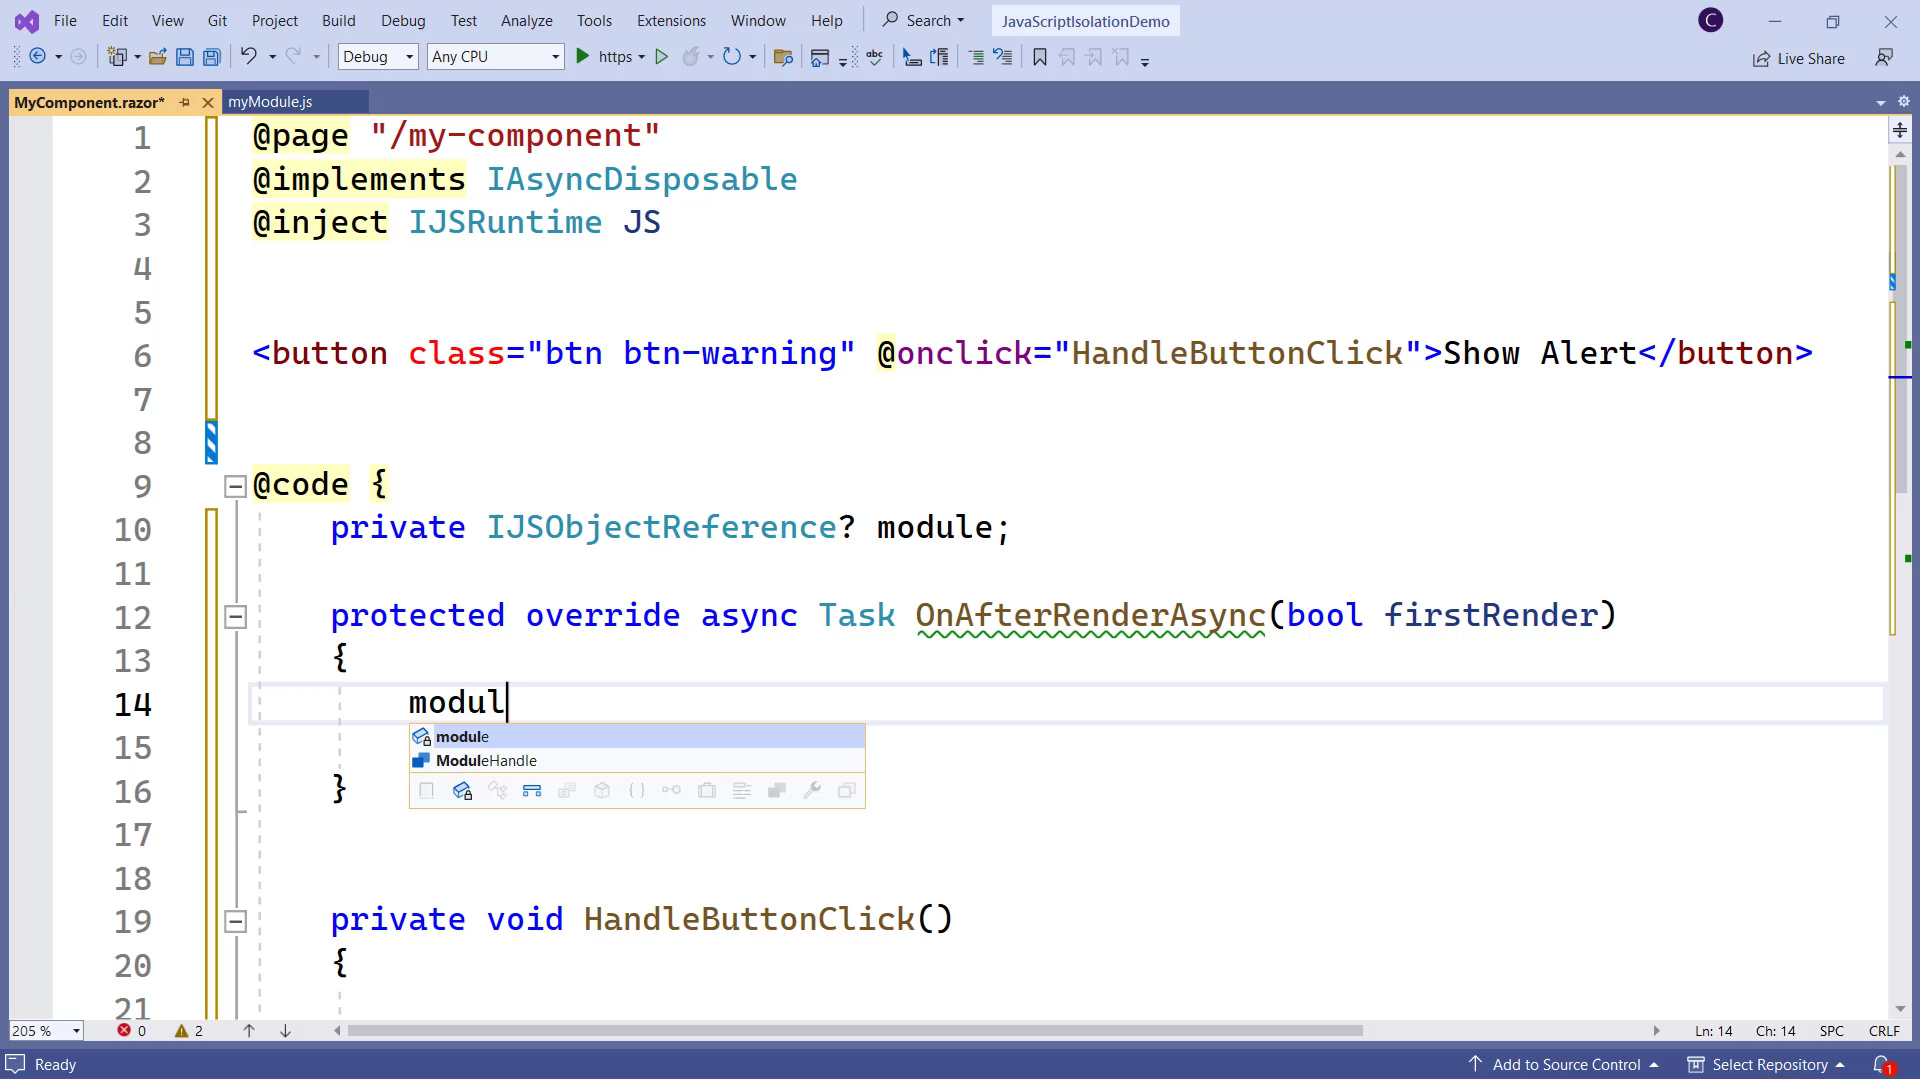 File Edit View Git Project Build Debug Test Analyze Tools Extensions Window Help Search JavaScriptIsolationDemo C
Debug Any CPU https abc Live Share
MyComponent.razor* myModule.js
1 @page "/my-component"
2 @implements IAsyncDisposable
3 @inject IJSRuntime JS
4
5
6 <button class="btn btn-warning" @onclick="HandleButtonClick">Show Alert</button>
7
8
9 @code {
10 private IJSObjectReference? module;
11
12 protected override async Task OnAfterRenderAsync(bool firstRender)
13 {
14 modul
module
15
ModuleHandle
16 }
17
18
19 private void HandleButtonClick()
20 {
21
205 % 0 2 Ln: 14 Ch: 14 SPC CRLF
Ready Add to Source Control Select Repository 1